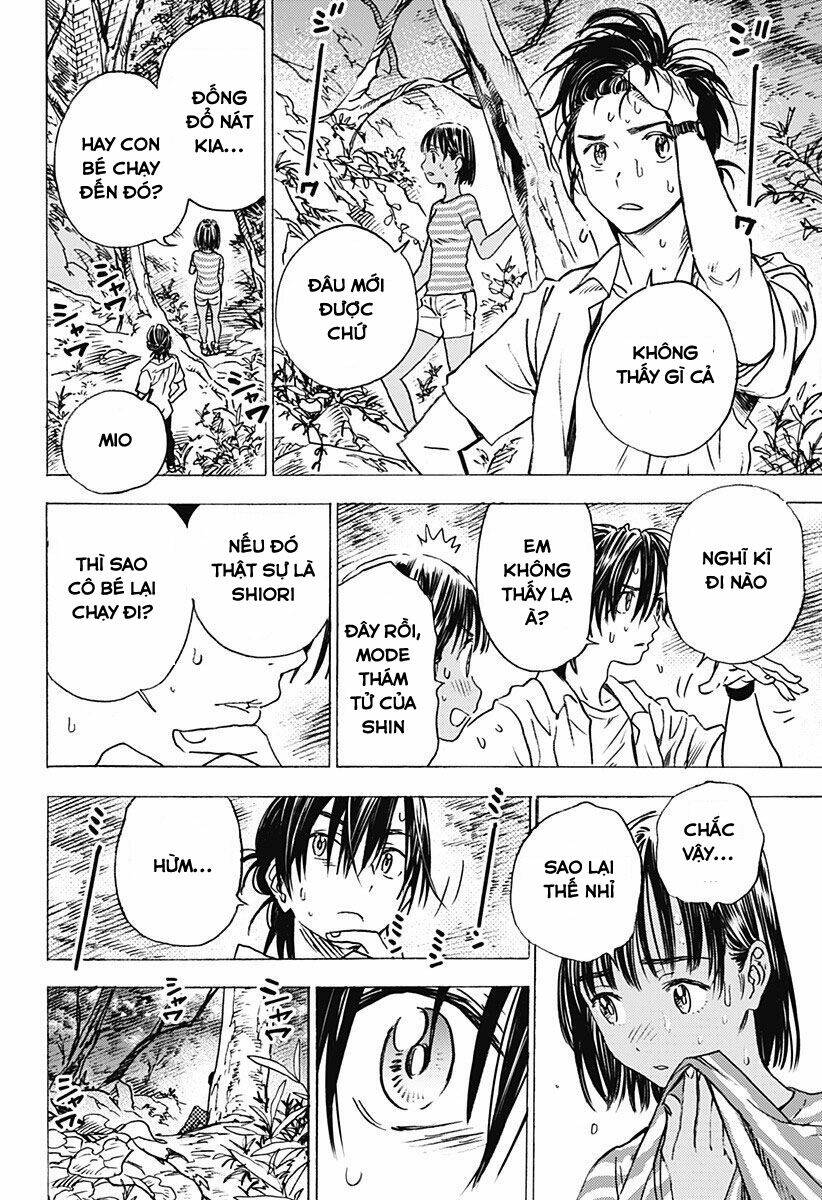 KHÔNG
THẤY GÌ CẢ
ĐÂU MỚI
ĐƯỢC
CHỨ
ĐỐNG
ĐỔ NÁT
KIA...
HAY CON
BÉ CHẠY
ĐẾN ĐÓ?
MIO
NGHĨ KĨ
ĐI NÀO
EM
KHÔNG
THẤY LẠ
À?
ĐÂY RỒI,
MODE
THÁM
TỬ CỦA
SHIN
NẾU ĐÓ
THẬT SỰ LÀ
SHIORI
THÌ SAO
CÔ BÉ LẠI
CHẠY ĐI?
CHẮC
VẬY...
SAO LẠI
THẾ NHỈ
HỪM...